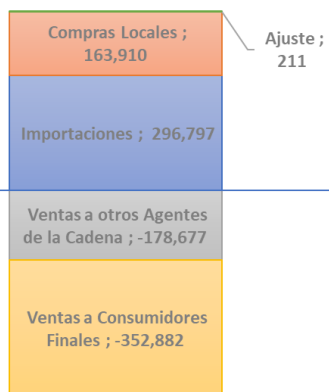 Compras Locales ;
163,910
Ajuste ;
211
Importaciones ; 296,797
Ventas a otros Agentes
de la Cadena ; -178,677
Ventas a Consumidores
Finales ; -352,882